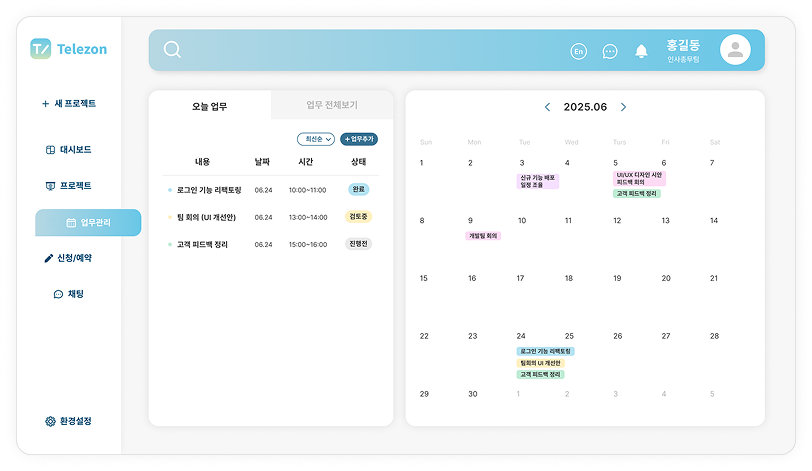 T/ Telezon
En
홍길동
인사총무팀
+ 새 프로젝트
대시보드
프로젝트
업무관리
신청/예약
채팅
환경설정
오늘 업무
업무 전체보기
최신순
+ 업무추가
내용 날짜 시간 상태
로그인 기능 리팩토링 06.24 10:00~11:00 완료
팀 회의 (UI 개선안) 06.24 13:00~14:00 검토중
고객 피드백 정리 06.24 15:00~16:00 진행전
2025.06
Sun Mon Tue Wed Turs Fri Sat
1 2 3 4 5 6 7
신규 기능 배포
일정 조율
UI/UX 디자인 시안
피드백 회의
고객 피드백 정리
8 9 10 11 12 13 14
개발팀 회의
15 16 17 18 19 20 21
22 23 24 25 26 27 28
로그인 기능 리팩토링
팀회의 UI 개선안
고객 피드백 정리
29 30 1 2 3 4 5